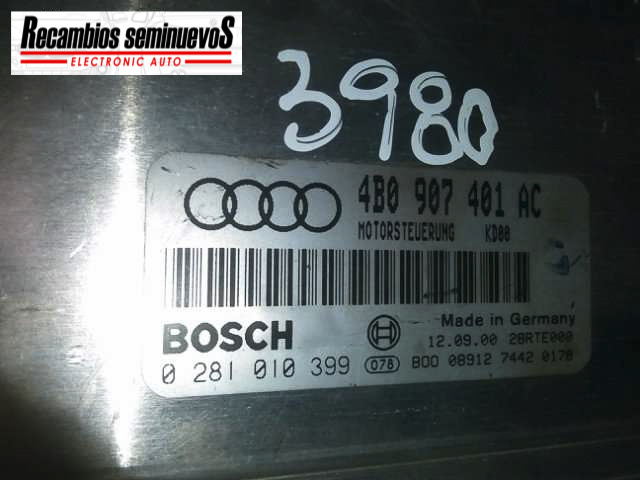 Recambios seminuevos
ELECTRONIC AUTO
3980
4B0 907 401 AC
MOTORSTEUERUNG KD00
BOSCH
Made in Germany
12.09.00 28RTE000
0 281 010 399 078 BOO 08912 7442 0178